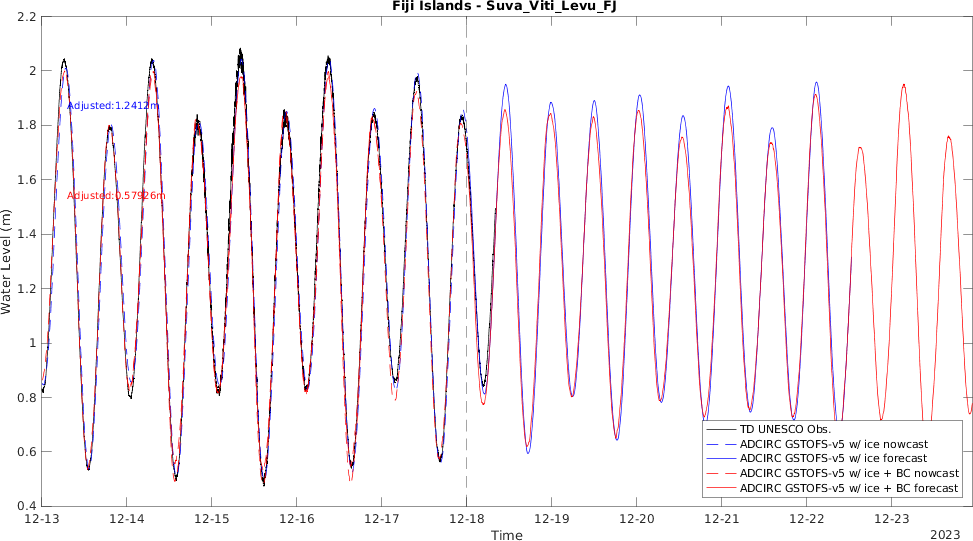 Fiji Islands - Suva_Viti_Levu_FJ
2.2
2
1.8
1.6
1.4
1.2
1
0.8
0.6
0.4
Water Level (m)
Adjusted:1.2412m
Adjusted:0.57926m
TD UNESCO Obs.
ADCIRC GSTOFS-v5 w/ ice nowcast
ADCIRC GSTOFS-v5 w/ ice forecast
ADCIRC GSTOFS-v5 w/ ice + BC nowcast
ADCIRC GSTOFS-v5 w/ ice + BC forecast
12-13 12-14 12-15 12-16 12-17 12-18 12-19 12-20 12-21 12-22 12-23
Time
2023